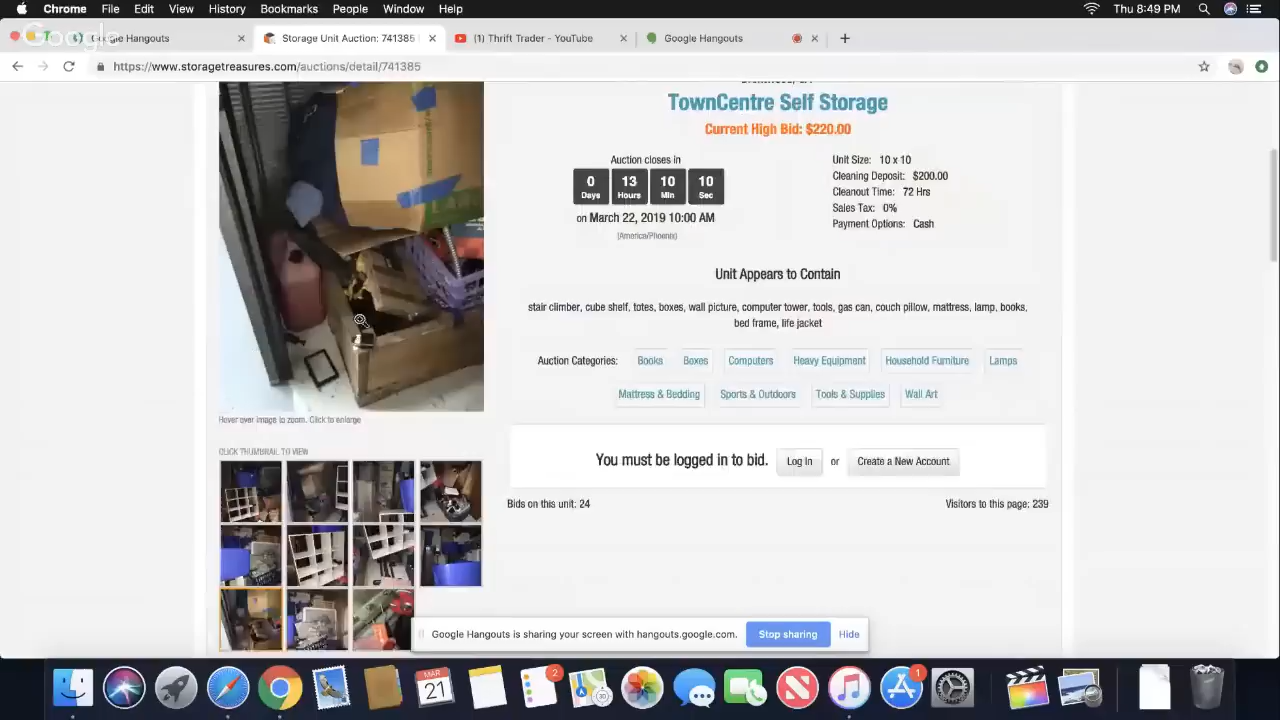 Chrome File Edit View History Bookmarks People Window Help
Thu 8:49 PM
Google
Google Hangouts
Storage Unit Auction: 741385
(1) Thrift Trader - YouTube
Google Hangouts
https://www.storagetreasures.com/auctions/detail/741385
TownCentre Self Storage
Current High Bid: $220.00
Auction closes in
0 13 10 10
Days Hours Min Sec
on March 22, 2019 10:00 AM
(America/Phoenix)
Unit Size: 10 x 10
Cleaning Deposit: $200.00
Cleanout Time: 72 Hrs
Sales Tax: 0%
Payment Options: Cash
Unit Appears to Contain
stair climber, cube shelf, totes, boxes, wall picture, computer tower, tools, gas can, couch pillow, mattress, lamp, books,
bed frame, life jacket
Auction Categories: Books Boxes Computers Heavy Equipment Household Furniture Lamps
Mattress & Bedding Sports & Outdoors Tools & Supplies Wall Art
Hover over image to zoom. Click to enlarge
CLICK THUMBNAIL TO VIEW
You must be logged in to bid. Log In or Create a New Account
Bids on this unit: 24
Visitors to this page: 239
Google Hangouts is sharing your screen with hangouts.google.com. Stop sharing Hide
MAR
21
2
1